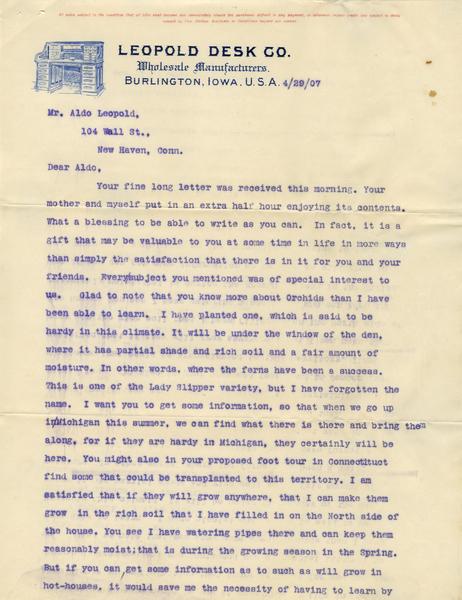 LEOPOLD DESK CO.
Wholesale Manufacturers.
BURLINGTON, IOWA. U.S.A. 4/29/07
Mr. Aldo Leopold,
104 Wall St.,
New Haven, Conn.
Dear Aldo,
Your fine long letter was received this morning. Your
mother and myself put in an extra half hour enjoying its contents.
What a blessing to be able to write as you can. In fact, it is a
gift that may be valuable to you at some time in life in more ways
than simply the satisfaction that there is in it for you and your
friends. Every/subject you mentioned was of special interest to
us. Glad to note that you know more about Orchids than I have
been able to learn. I have planted one, which is said to be
hardy in this climate. It will be under the window of the den,
where it has partial shade and rich soil and a fair amount of
moisture. In other words, where the ferns have been a success.
This is one of the Lady Slipper variety, but I have forgotten the
name. I want you to get some information, so that when we go up
in/Michigan this summer, we can find what there is there and bring them
along, for if they are hardy in Michigan, they certainly will be
here. You might also in your proposed foot tour in Connectituct
find some that could be transplanted to this territory. I am
satisfied that if they will grow anywhere, that I can make them
grow in the rich soil that I have filled in on the North side of
the house. You see I have watering pipes there and can keep them
reasonably moist;that is during the growing season in the Spring.
But if you can/get some information as to such as will grow in
hot-houses, it would save me the necessity of having to learn by